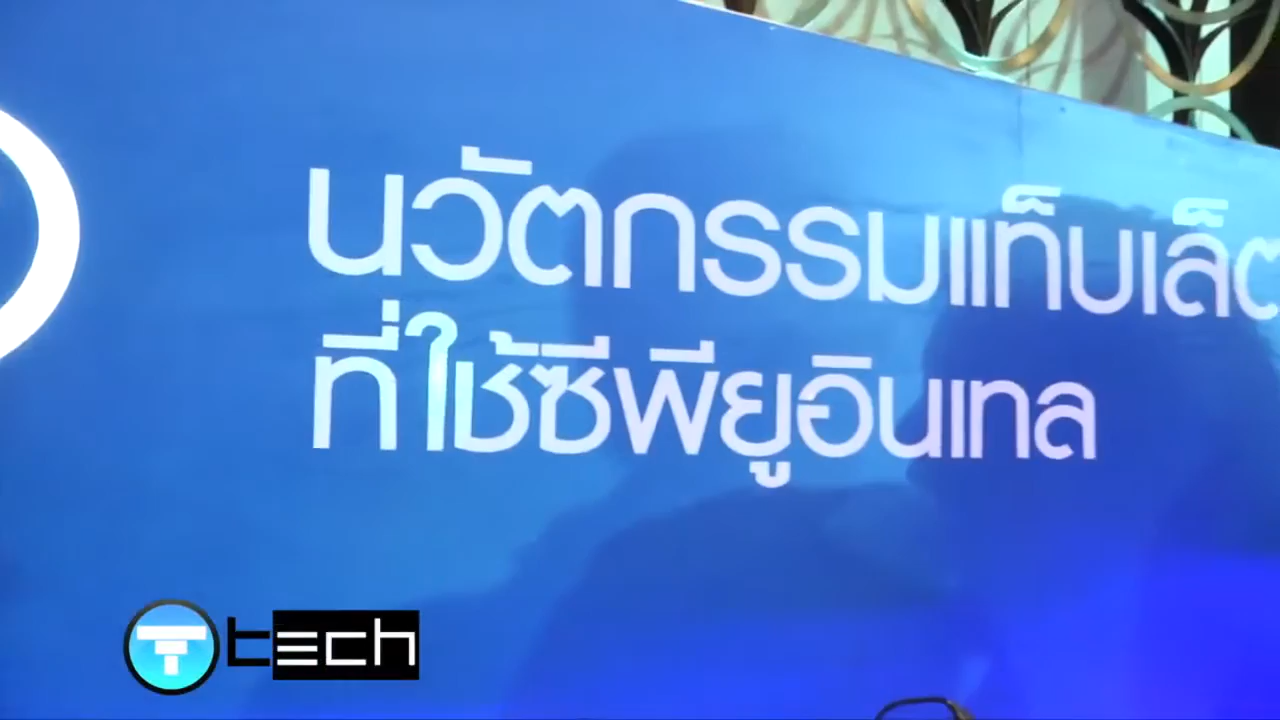 นวัตกรรมแท็บเล็ต
ที่ใช้ซีพียูอินเทล
tech